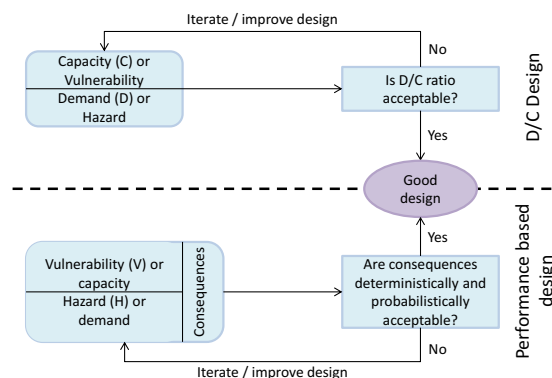 Iterate / improve design
No
Capacity (C) or
Vulnerability
Demand (D) or
Hazard
Is D/C ratio
acceptable?
D/C Design
Yes
Good
design
Yes
Vulnerability (V) or
capacity
Hazard (H) or
demand
Consequences
Are consequences
deterministically and
probabilistically
acceptable?
Performance based
design
No
Iterate / improve design